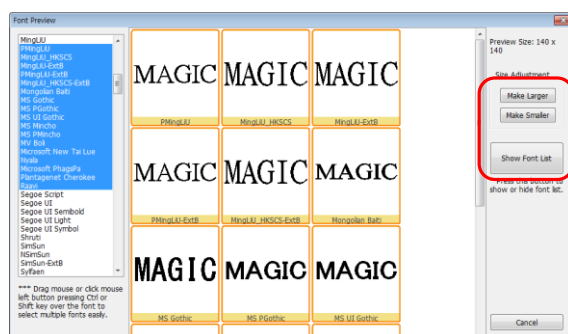 Font Preview
MingLiU
PMingLiU
MingLiU_HKSCS
MingLiU-ExtB
PMingLiU-ExtB
MingLiU_HKSCS-ExtB
Mongolian Baiti
MS Gothic
MS PGothic
MS UI Gothic
MS Mincho
MS PMincho
MV Boli
Microsoft New Tai Lue
Nyala
Microsoft PhagsPa
Plantagenet Cherokee
Raavi
Segoe Script
Segoe UI
Segoe UI Semibold
Segoe UI Light
Segoe UI Symbol
Shruti
SimSun
NSimSun
SimSun-ExtB
Sylfaen
*** Drag mouse or click mouse
left button pressing Ctrl or
Shift key over the font to
select multiple fonts easily.
MAGIC MAGIC MAGIC
PMingLiU MingLiU_HKSCS MingLiU-ExtB
MAGIC MAGIC MAGIC
PMingLiU-ExtB MingLiU_HKSCS-ExtB Mongolian Baiti
MAGIC MAGIC MAGIC
MS Gothic MS PGothic MS UI Gothic
Preview Size: 140 x
140
Size Adjustment
Make Larger
Make Smaller
Show Font List
Press the button to
show or hide font list.
Cancel